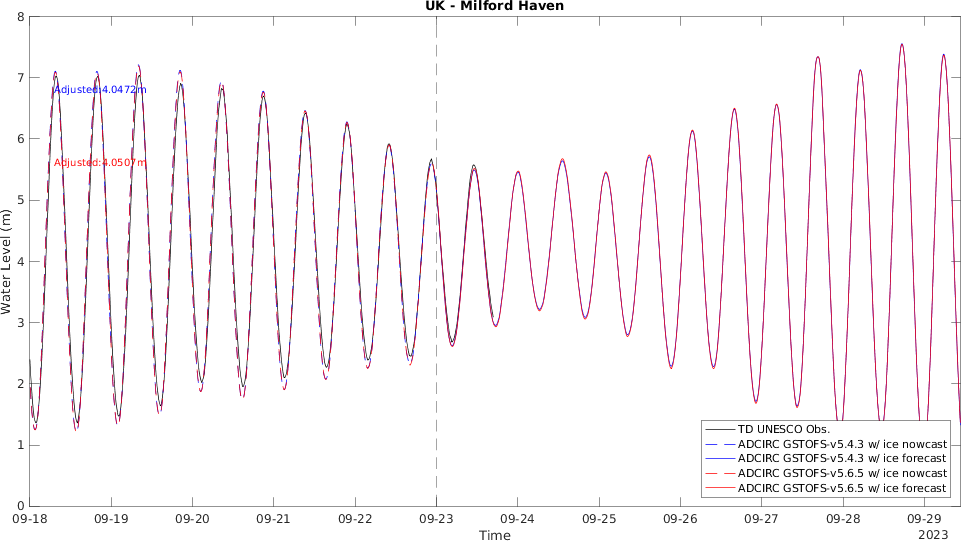 UK - Milford Haven
8
7
6
5
4
3
2
1
0
Water Level (m)
Adjusted:4.0472m
Adjusted:4.0507m
TD UNESCO Obs.
ADCIRC GSTOFS-v5.4.3 w/ ice nowcast
ADCIRC GSTOFS-v5.4.3 w/ ice forecast
ADCIRC GSTOFS-v5.6.5 w/ ice nowcast
ADCIRC GSTOFS-v5.6.5 w/ ice forecast
09-18 09-19 09-20 09-21 09-22 09-23 09-24 09-25 09-26 09-27 09-28 09-29
Time
2023